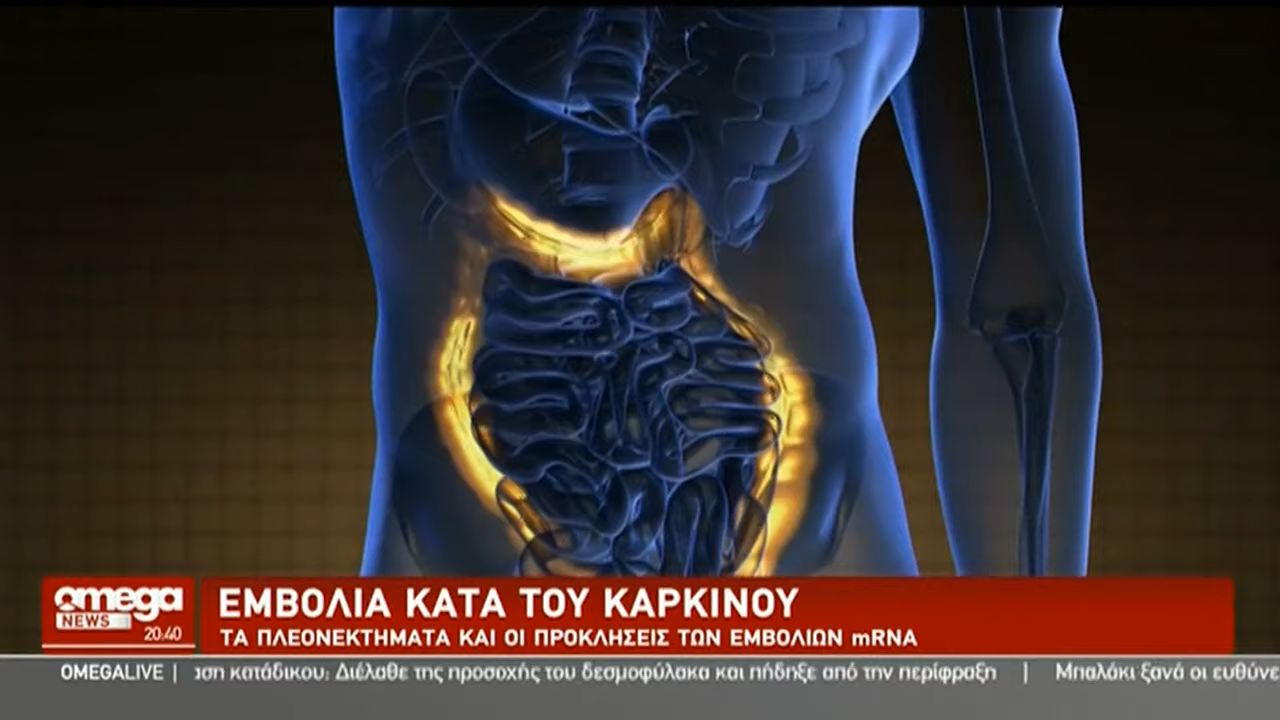 ΕΜΒΟΛΙΑ ΚΑΤΑ ΤΟΥ ΚΑΡΚΙΝΟΥ
ΤΑ ΠΛΕΟΝΕΚΤΗΜΑΤΑ ΚΑΙ ΟΙ ΠΡΟΚΛΗΣΕΙΣ ΤΩΝ ΕΜΒΟΛΙΩΝ mRNA
omega
NEWS
20:40
OMEGALIVE | κατάδικου: Διέλαθε της προσοχής του δεσμοφύλακα και πήδηξε από την περίφραξη | Μπαλάκι ξανά οι